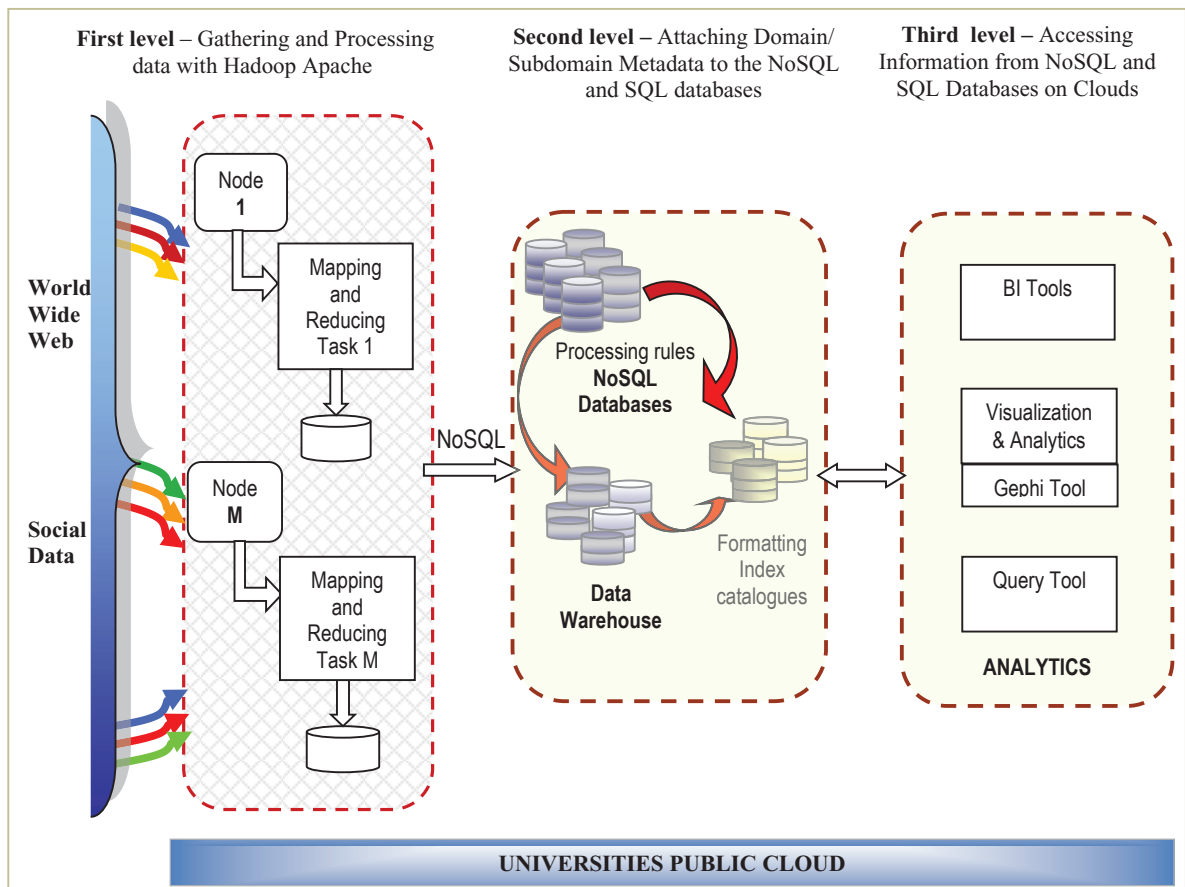 First level – Gathering and Processing
data with Hadoop Apache
Second level – Attaching Domain/
Subdomain Metadata to the NoSQL
and SQL databases
Third level – Accessing
Information from NoSQL and
SQL Databases on Clouds
World
Wide
Web
Social
Data
Node
1
Mapping
and
Reducing
Task 1
Node
M
Mapping
and
Reducing
Task M
NoSQL
Processing rules
NoSQL
Databases
Data
Warehouse
Formatting
Index
catalogues
BI Tools
Visualization
& Analytics
Gephi Tool
Query Tool
ANALYTICS
UNIVERSITIES PUBLIC CLOUD